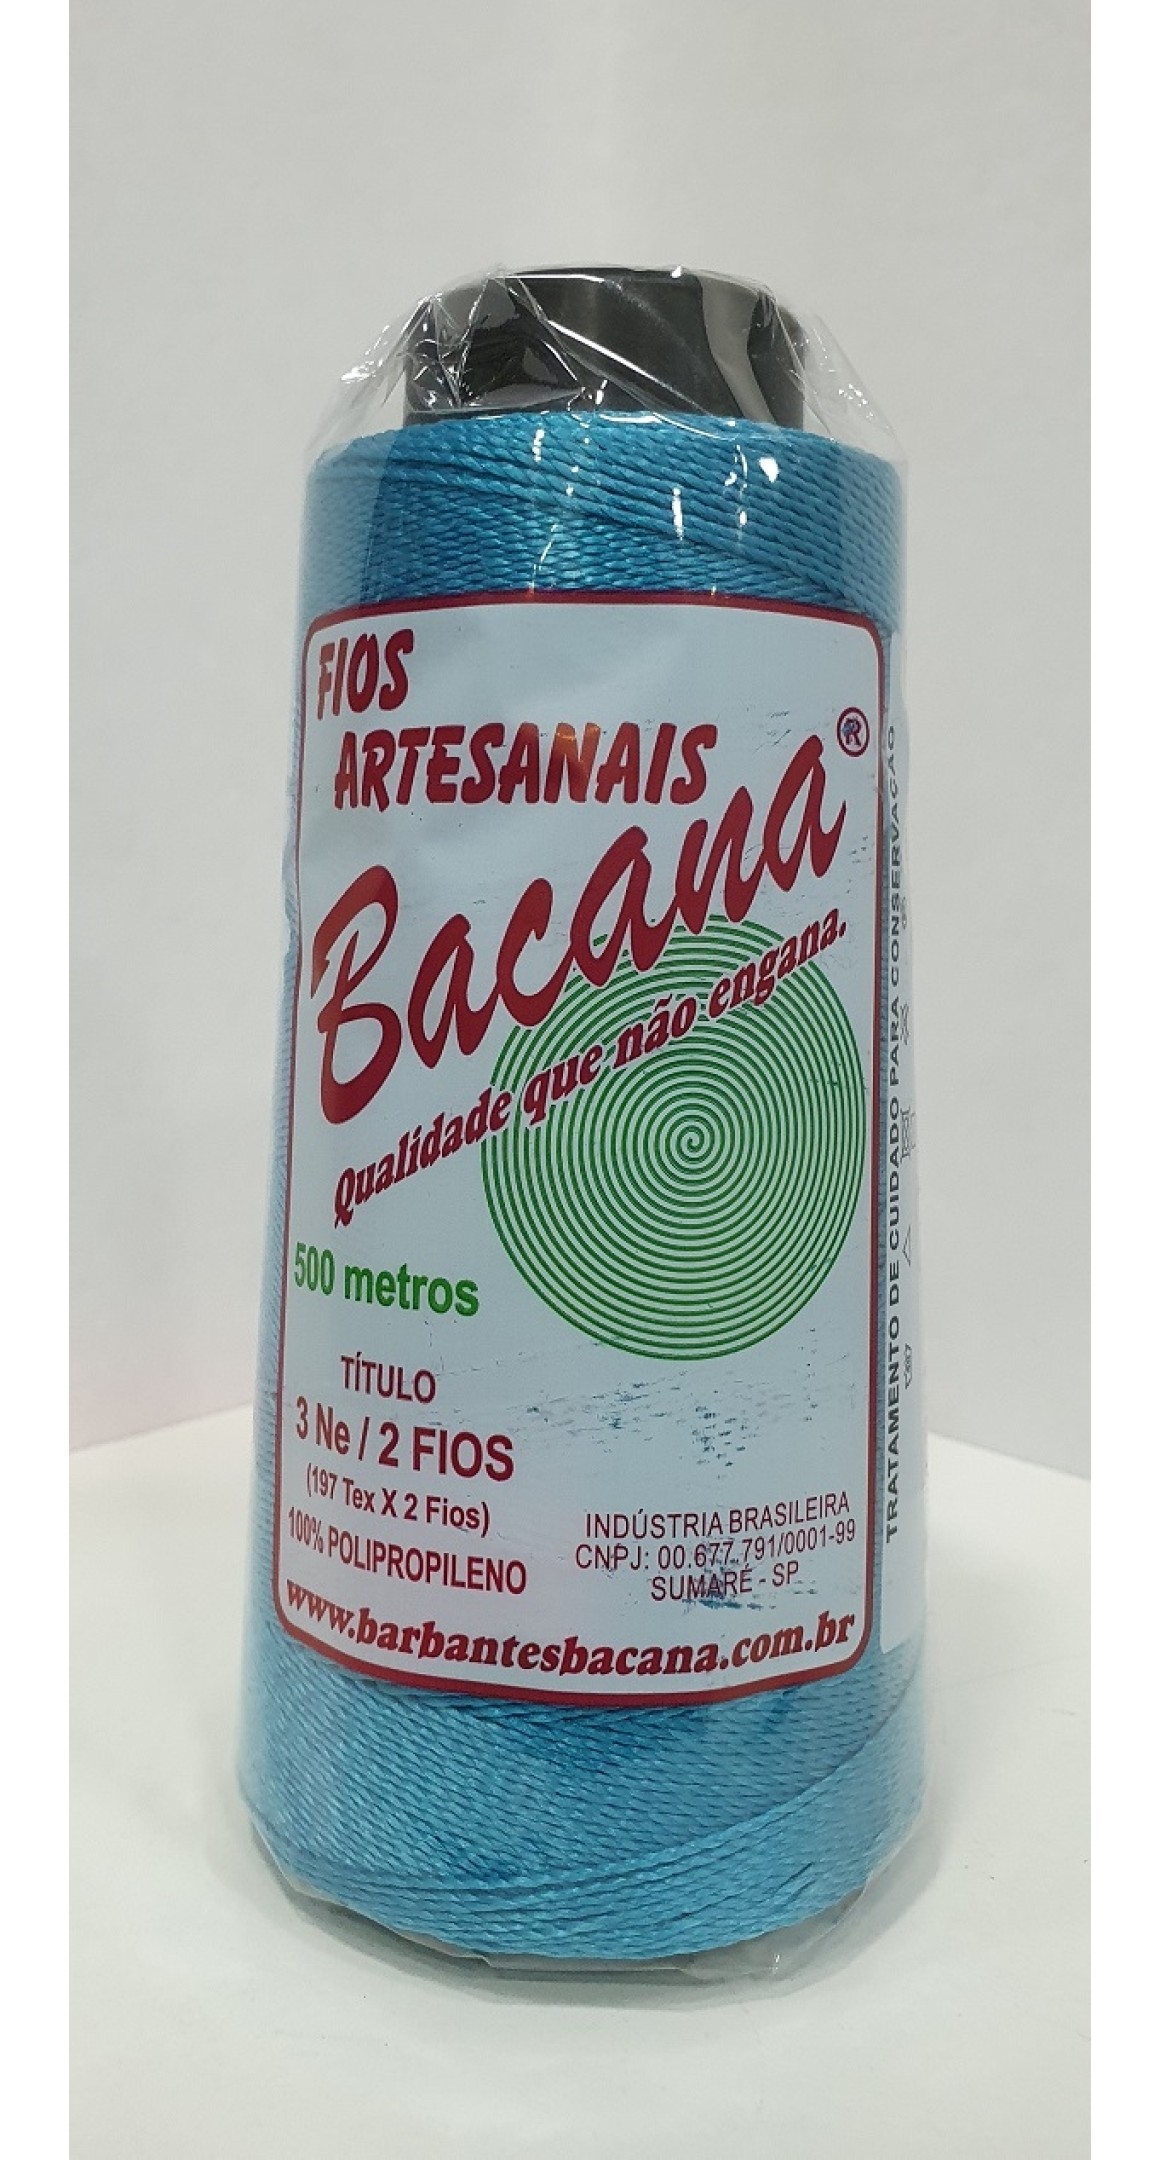 FIOS
ARTESANAIS
Bacana®
Qualidade que não engana.
500 metros
TÍTULO
3 Ne / 2 FIOS
(197 Tex X 2 Fios)
100% POLIPROPILENO
INDÚSTRIA BRASILEIRA
CNPJ: 00.677.791/0001-99
SUMARÉ - SP
www.barbantesbacana.com.br
TRATAMENTO DE CUIDADO PARA CONSERVAÇÃO